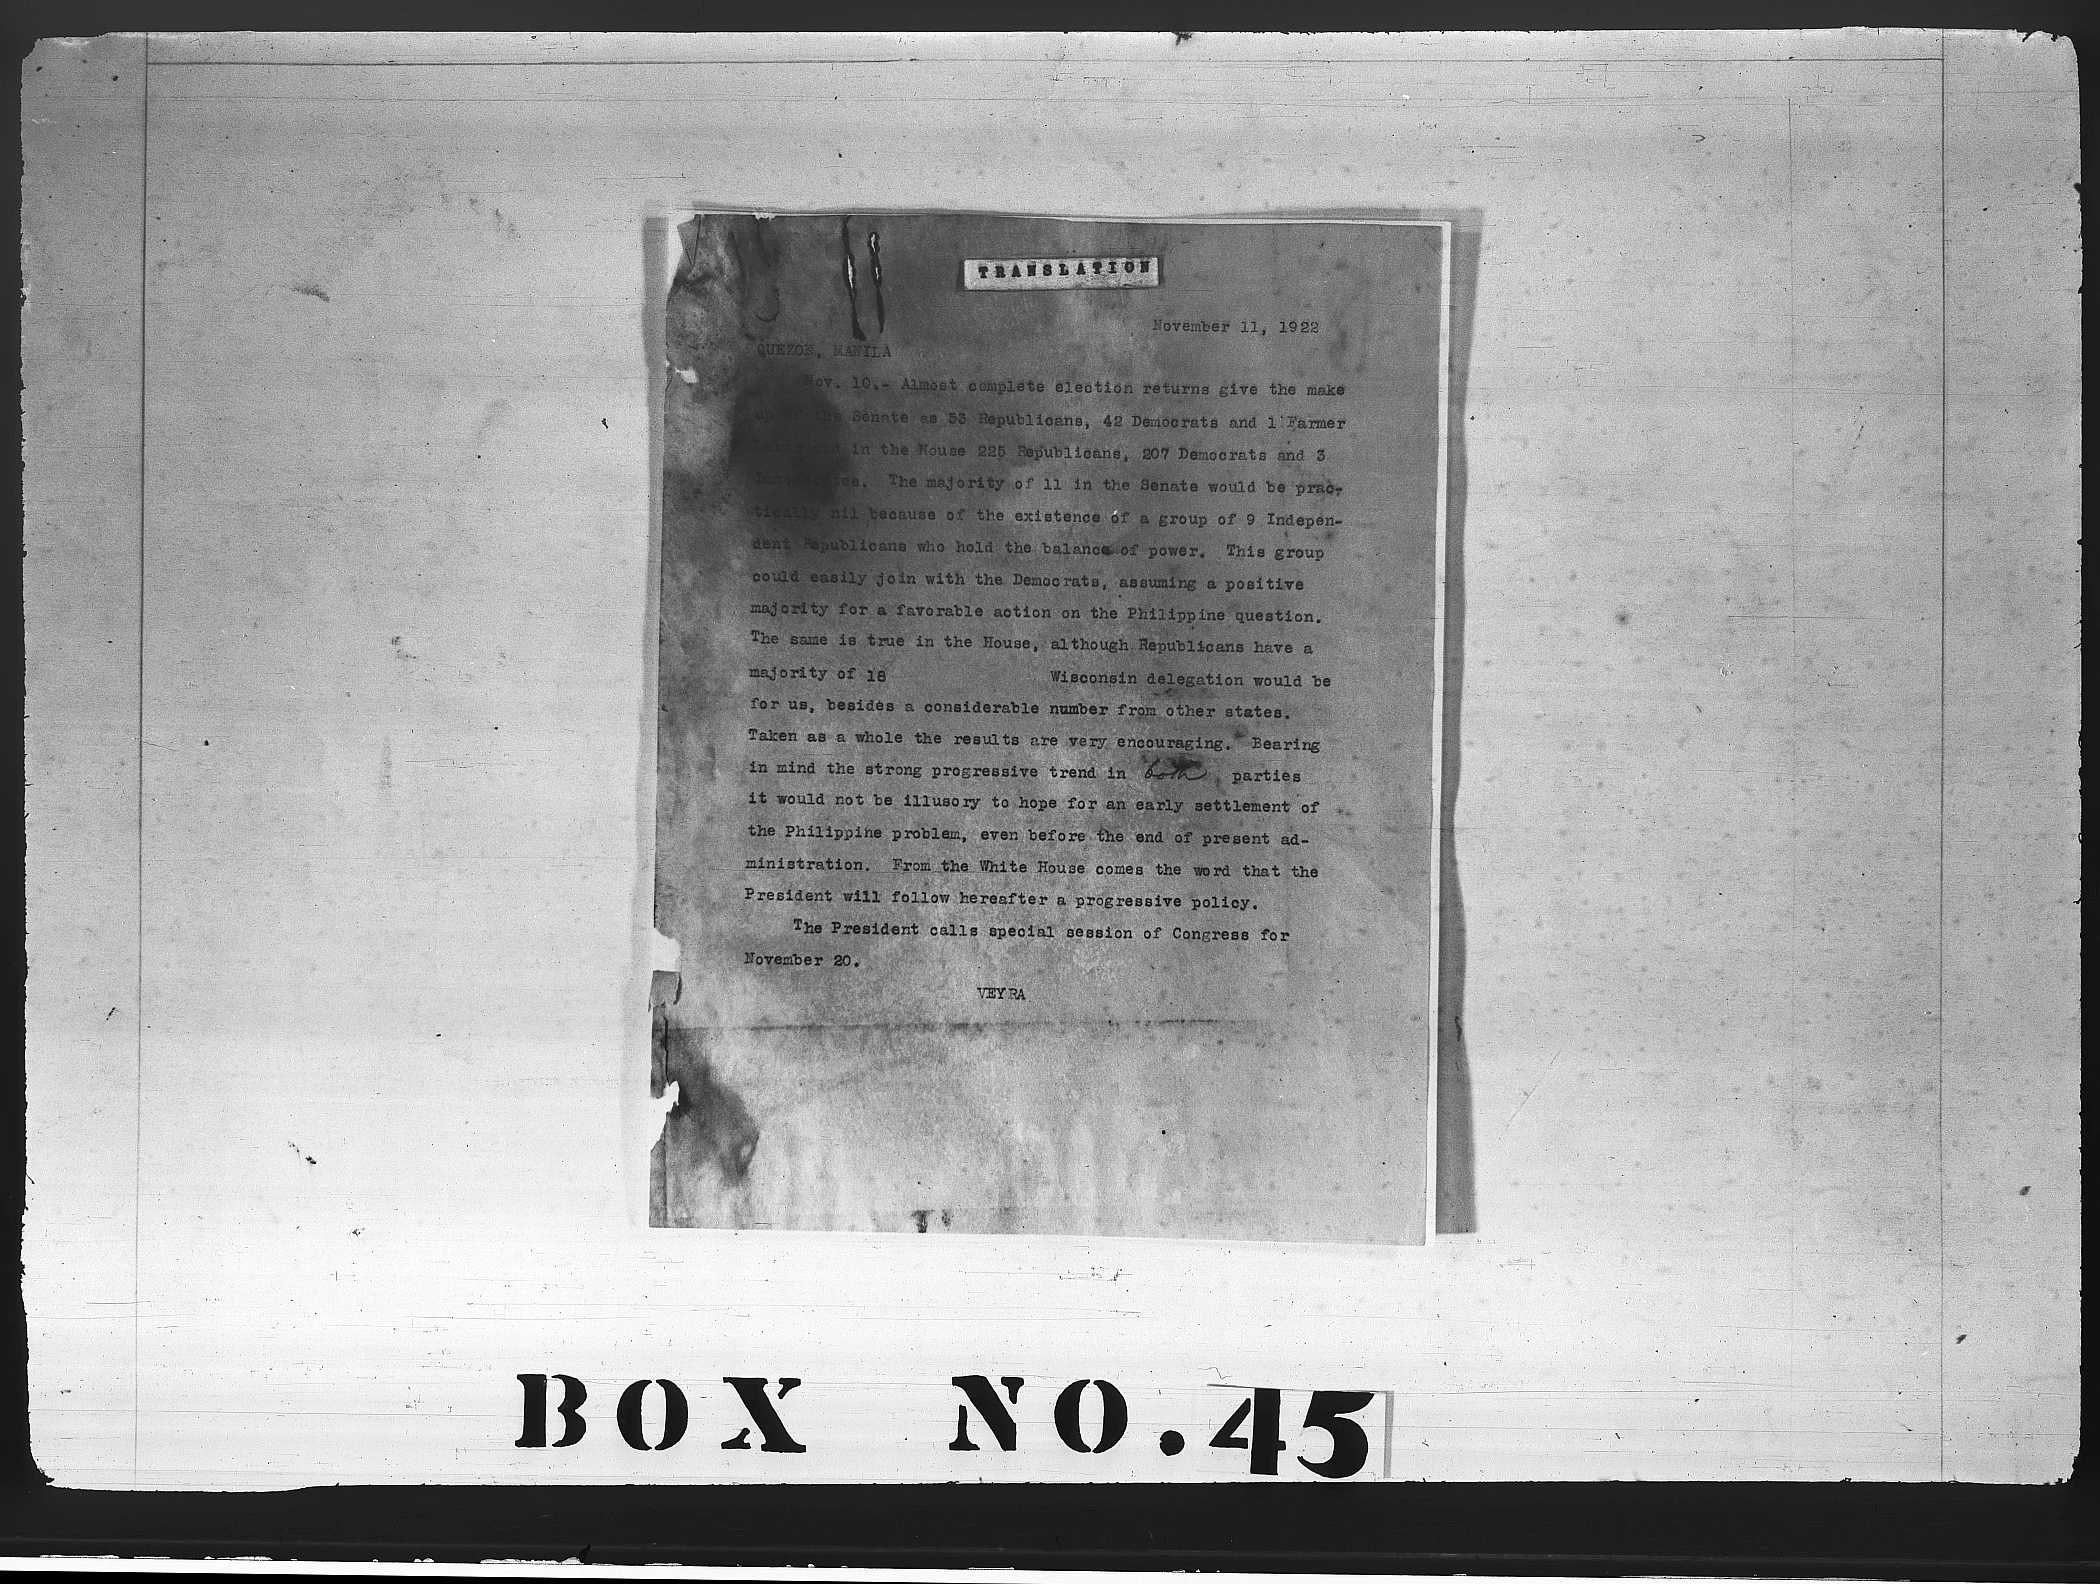 TRANSLATION
November 11, 1922
QUEZON, MANILA
Nov. 10.- Almost complete election returns give the make
up of the Senate as 53 Republicans, 42 Democrats and 1 Farmer
and in the House 225 Republicans, 207 Democrats and 3
The majority of 11 in the Senate would be prac-
tically nil because of the existence of a group of 9 Indepen-
dent Republicans who hold the balance of power. This group
could easily join with the Democrats, assuming a positive
majority for a favorable action on the Philippine question.
The same is true in the House, although Republicans have a
majority of 18 Wisconsin delegation would be
for us, besides a considerable number from other states.
Taken as a whole the results are very encouraging. Bearing
in mind the strong progressive trend in both parties
it would not be illusory to hope for an early settlement of
the Philippine problem, even before the end of present ad-
ministration. From the White House comes the word that the
President will follow hereafter a progressive policy.
The President calls special session of Congress for
November 20.
VEYRA
BOX NO. 45